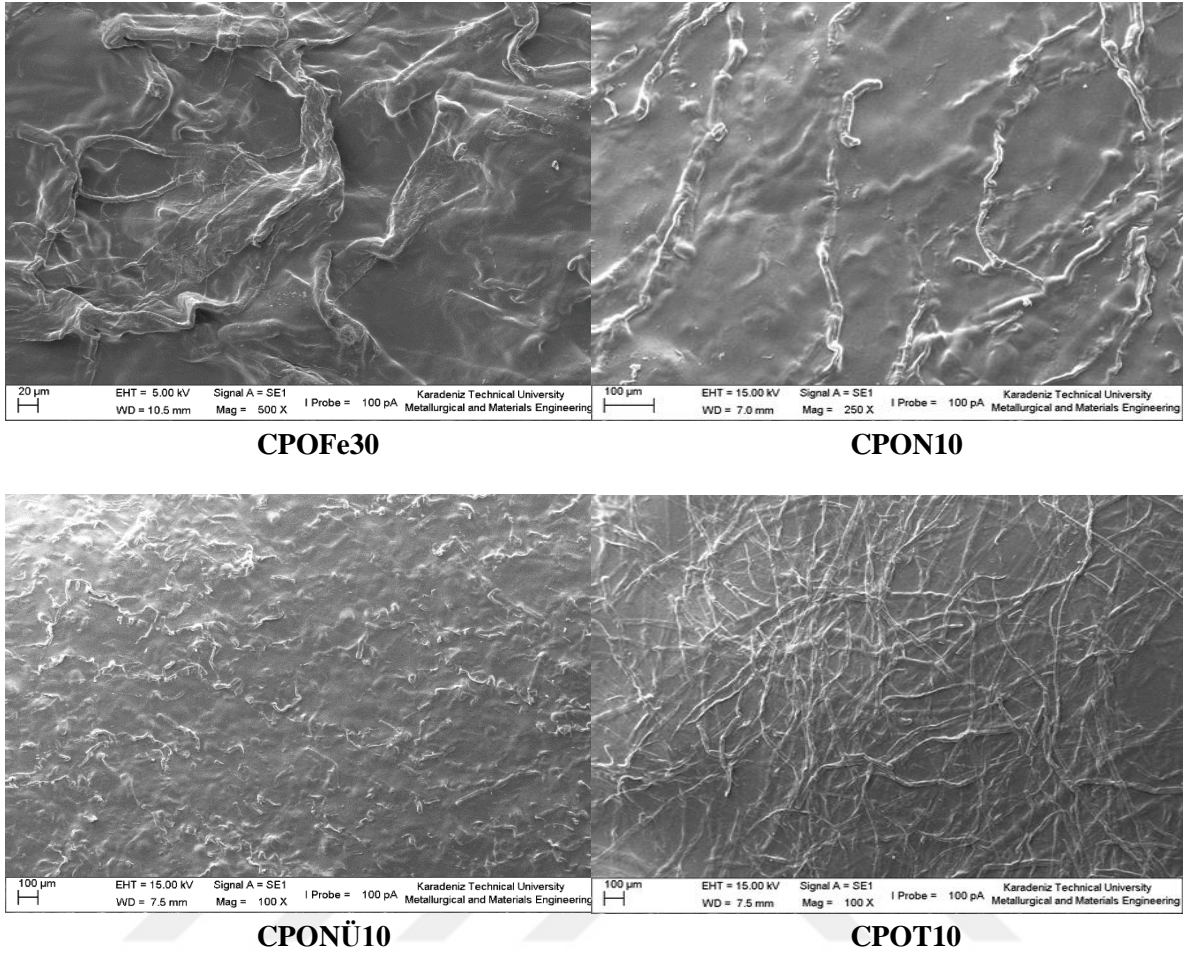 20 µm EHT = 5.00 kV Signal A = SE1 I Probe = 100 pA Karadeniz Technical University
WD = 10.5 mm Mag = 500 X Metallurgical and Materials Engineering
100 µm EHT = 15.00 kV Signal A = SE1 I Probe = 100 pA Karadeniz Technical University
WD = 7.0 mm Mag = 250 X Metallurgical and Materials Engineering
CPOFe30
CPON10
100 µm EHT = 15.00 kV Signal A = SE1 I Probe = 100 pA Karadeniz Technical University
WD = 7.5 mm Mag = 100 X Metallurgical and Materials Engineering
100 µm EHT = 15.00 kV Signal A = SE1 I Probe = 100 pA Karadeniz Technical University
WD = 7.5 mm Mag = 100 X Metallurgical and Materials Engineering
CPONÜ10
CPOT10